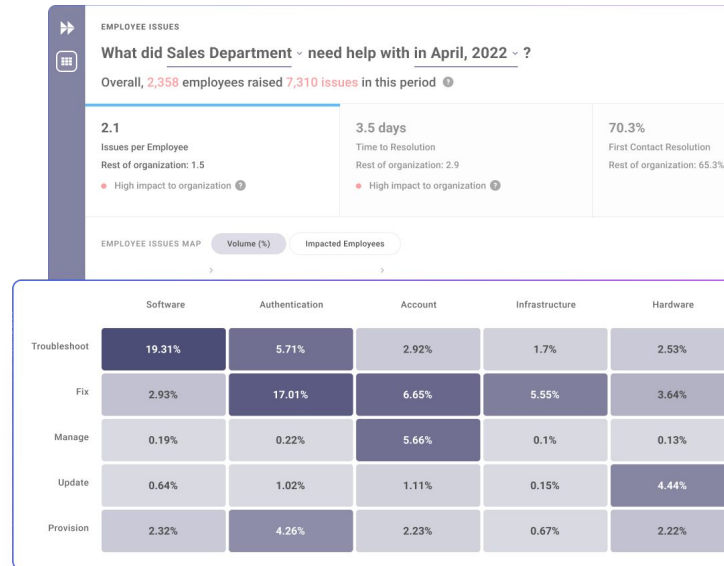 EMPLOYEE ISSUES
What did Sales Department need help with in April, 2022 ?
Overall, 2,358 employees raised 7,310 issues in this period ?
2.1
Issues per Employee
Rest of organization: 1.5
High impact to organization ?
3.5 days
Time to Resolution
Rest of organization: 2.9
High impact to organization ?
70.3%
First Contact Resolution
Rest of organization: 65.3%
EMPLOYEE ISSUES MAP Volume (%) Impacted Employees
Software Authentication Account Infrastructure Hardware
Troubleshoot 19.31% 5.71% 2.92% 1.7% 2.53%
Fix 2.93% 17.01% 6.65% 5.55% 3.64%
Manage 0.19% 0.22% 5.66% 0.1% 0.13%
Update 0.64% 1.02% 1.11% 0.15% 4.44%
Provision 2.32% 4.26% 2.23% 0.67% 2.22%